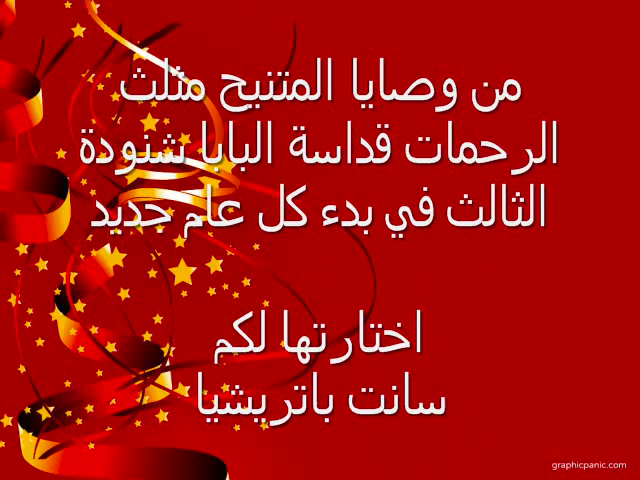 من وصايا المتنيح مثلث
الرحمات قداسة البابا شنودة
الثالث في بدء كل عام جديد
اختارتها لكم
سانت باتريشيا
graphicpanic.com